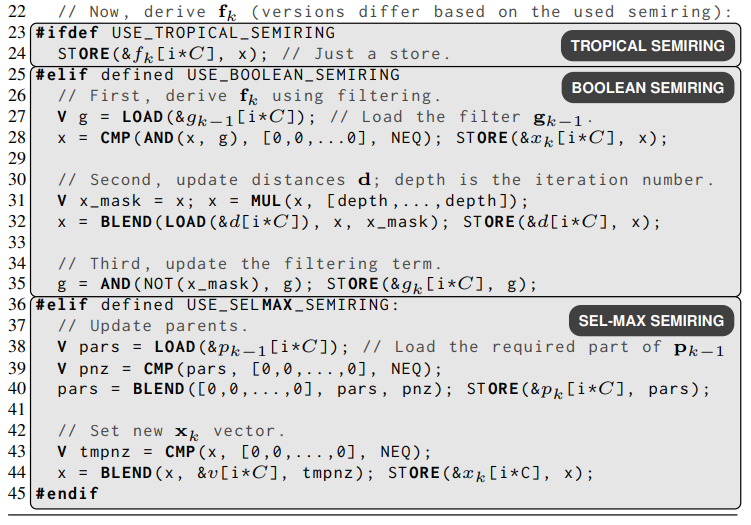 22 // Now, derive f_k (versions differ based on the used semiring):
23 #ifdef USE_TROPICAL_SEMIRING
TROPICAL SEMIRING
24 STORE(&f_k[i*C], x); // Just a store.
25 #elif defined USE_BOOLEAN_SEMIRING
BOOLEAN SEMIRING
26 // First, derive f_k using filtering.
27 V g = LOAD(&g_{k-1}[i*C]); // Load the filter g_{k-1}.
28 x = CMP(AND(x, g), [0,0,...0], NEQ); STORE(&x_k[i*C], x);
29
30 // Second, update distances d; depth is the iteration number.
31 V x_mask = x; x = MUL(x, [depth,...,depth]);
32 x = BLEND(LOAD(&d[i*C]), x, x_mask); STORE(&d[i*C], x);
33
34 // Third, update the filtering term.
35 g = AND(NOT(x_mask), g); STORE(&g_k[i*C], g);
36 #elif defined USE_SELMAX_SEMIRING:
SEL-MAX SEMIRING
37 // Update parents.
38 V pars = LOAD(&p_{k-1}[i*C]); // Load the required part of p_{k-1}
39 V pnz = CMP(pars, [0,0,...,0], NEQ);
40 pars = BLEND([0,0,...,0], pars, pnz); STORE(&p_k[i*C], pars);
41
42 // Set new x_k vector.
43 V tmpnz = CMP(x, [0,0,...,0], NEQ);
44 x = BLEND(x, &v[i*C], tmpnz); STORE(&x_k[i*C], x);
45 #endif